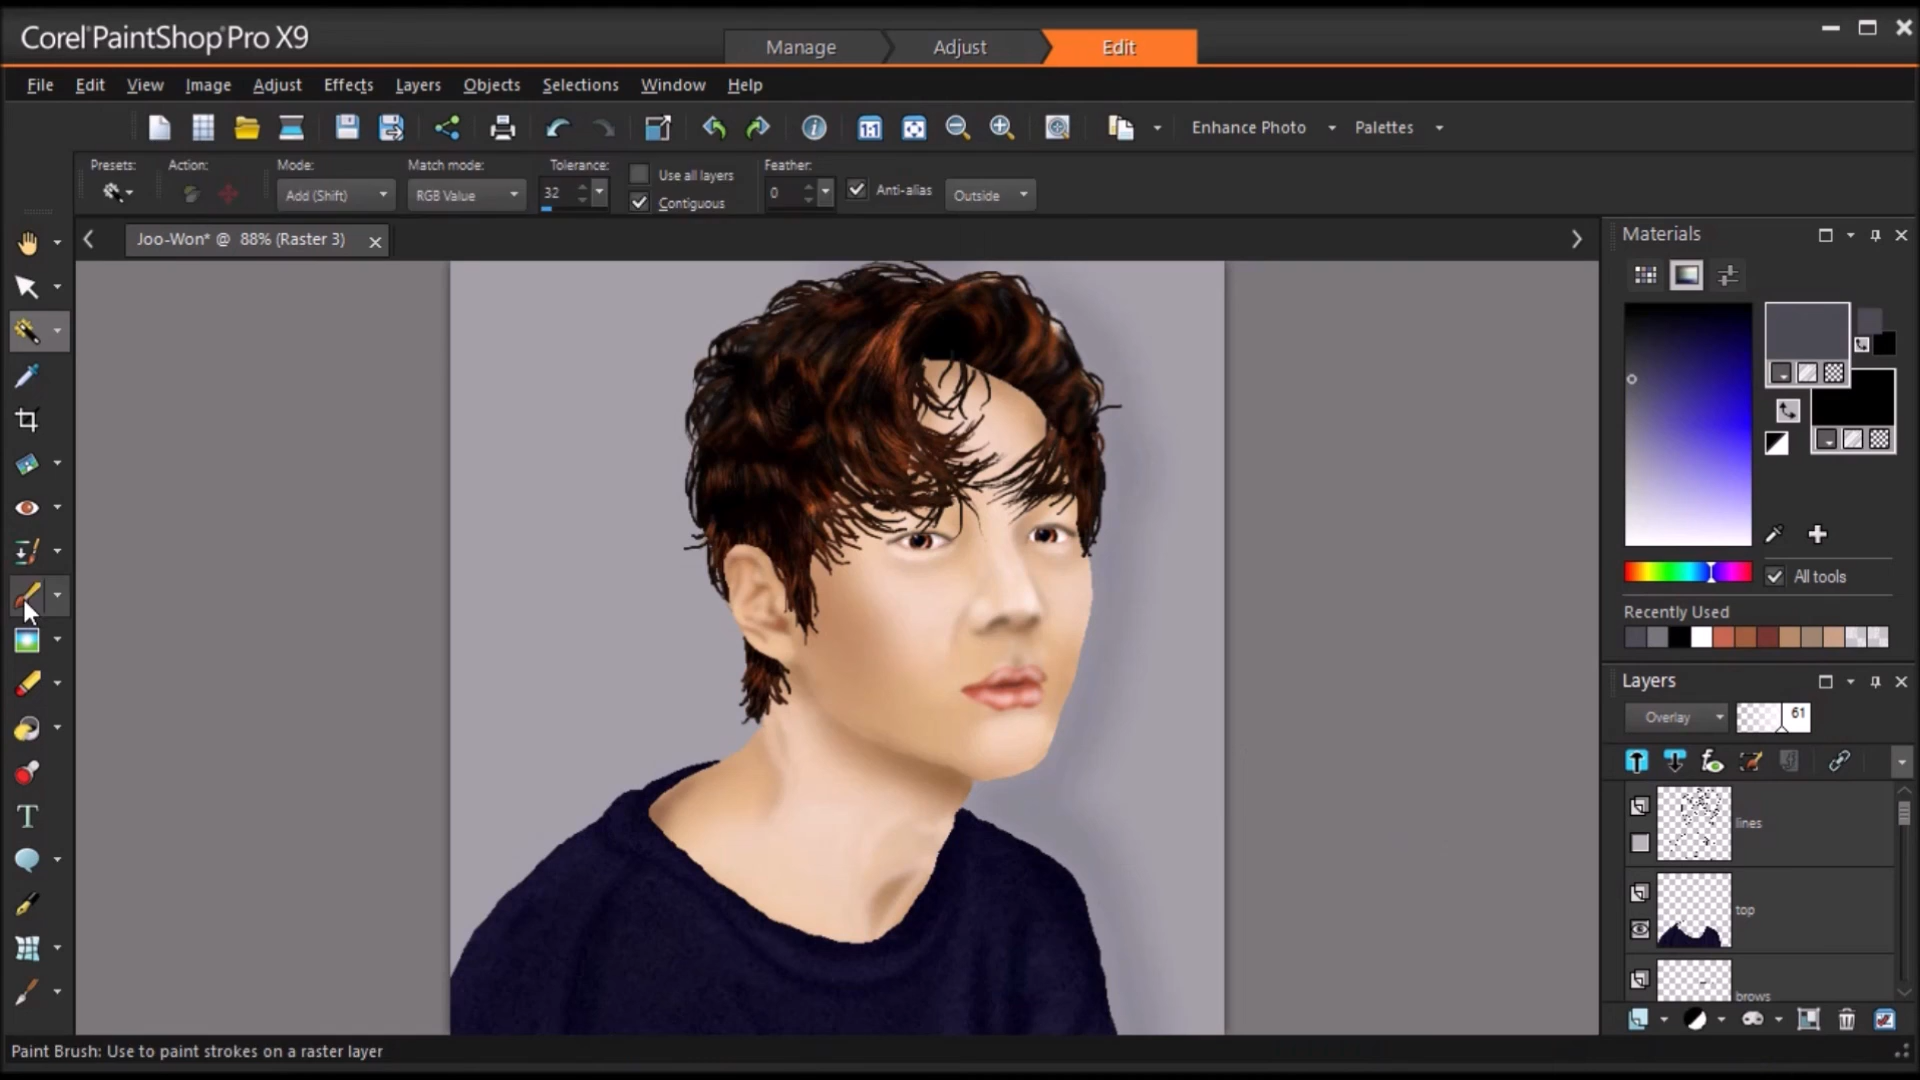 Corel PaintShop Pro X9
Manage Adjust Edit
File Edit View Image Adjust Effects Layers Objects Selections Window Help
1:1 Enhance Photo Palettes
Presets: Action: Mode: Match mode: Tolerance: Use all layers Feather:
Add (Shift) RGB Value 32 Contiguous 0 Anti-alias Outside
Joo-Won* @ 88% (Raster 3)
Materials
All tools
Recently Used
Layers
Overlay 61
lines
top
brows
T
Paint Brush: Use to paint strokes on a raster layer